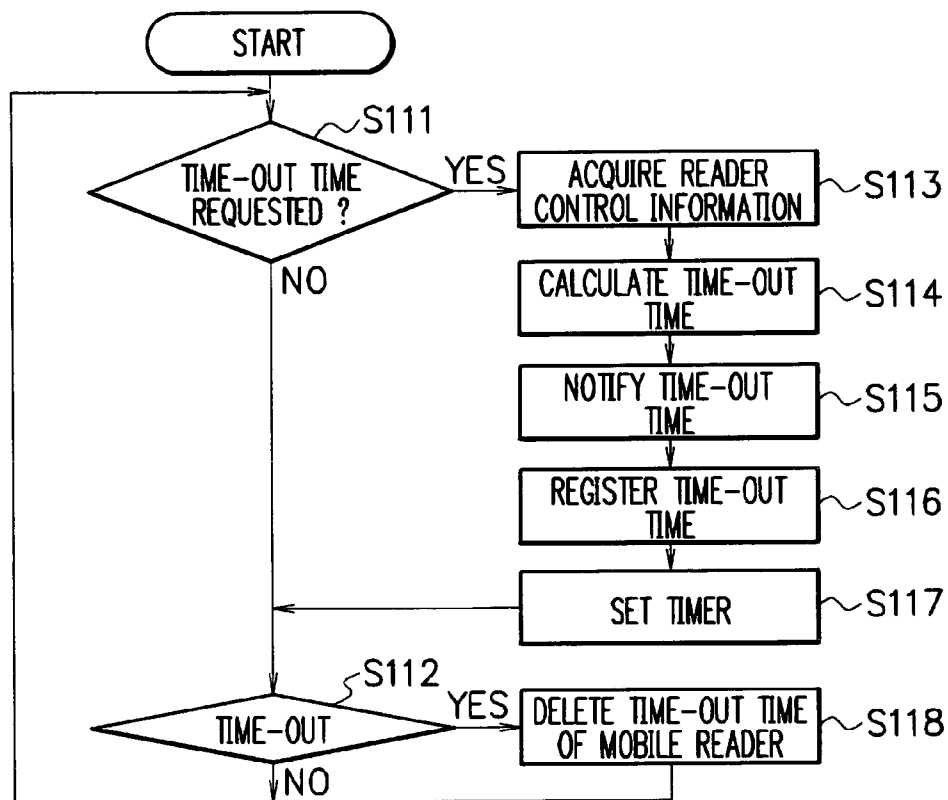 START
S111
TIME-OUT TIME
REQUESTED ?
YES
NO
ACQUIRE READER
CONTROL INFORMATION
S113
CALCULATE TIME-OUT
TIME
S114
NOTIFY TIME-OUT
TIME
S115
REGISTER TIME-OUT
TIME
S116
SET TIMER
S117
S112
TIME-OUT
YES
NO
DELETE TIME-OUT TIME
OF MOBILE READER
S118